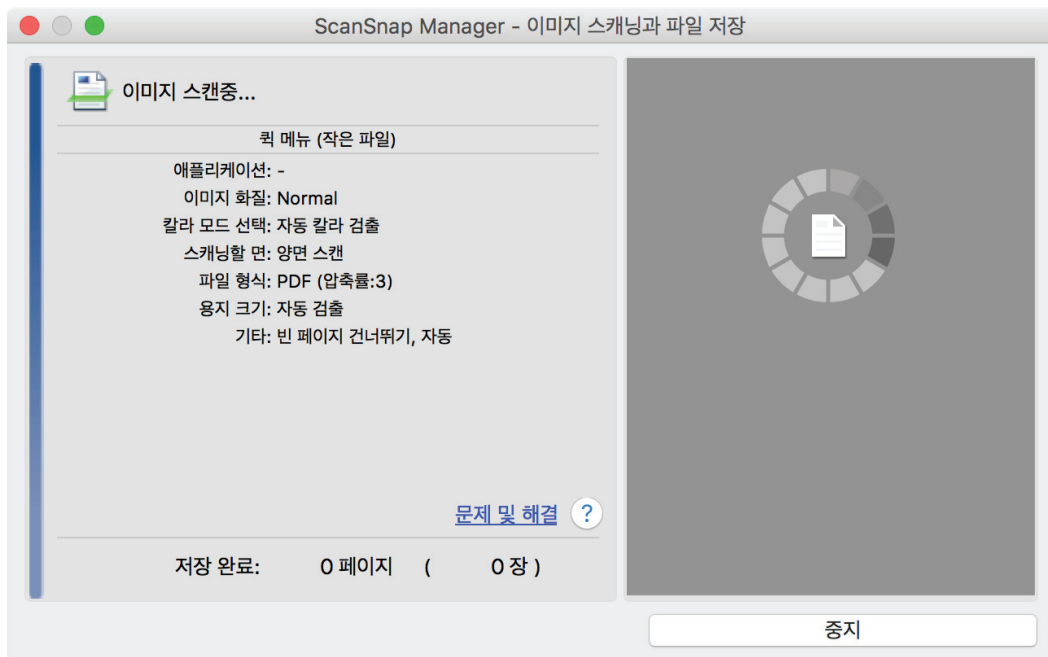 ScanSnap Manager - 이미지 스캐닝과 파일 저장
이미지 스캔중...
퀵 메뉴 (작은 파일)
애플리케이션: -
이미지 화질: Normal
칼라 모드 선택: 자동 칼라 검출
스캐닝할 면: 양면 스캔
파일 형식: PDF (압축률:3)
용지 크기: 자동 검출
기타: 빈 페이지 건너뛰기, 자동
문제 및 해결 ?
저장 완료: 0 페이지 ( 0 장 )
중지